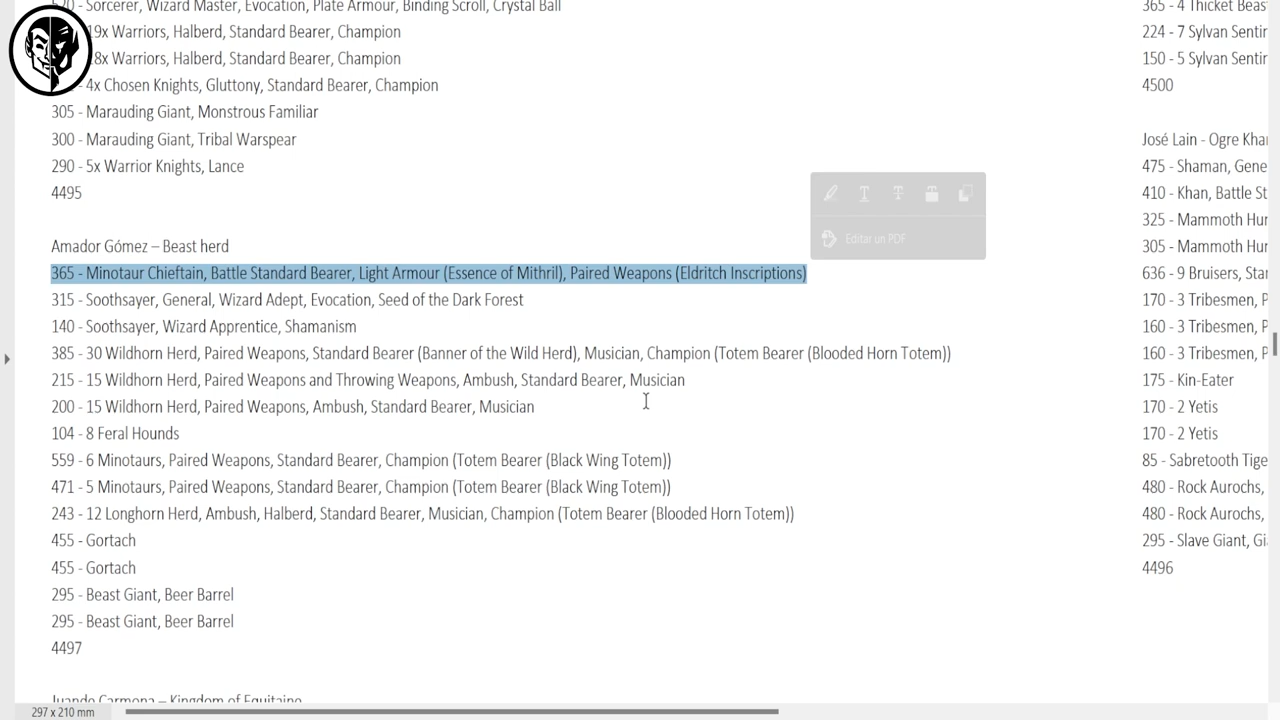 520 - Sorcerer, Wizard Master, Evocation, Plate Armour, Binding Scroll, Crystal Ball
19x Warriors, Halberd, Standard Bearer, Champion
18x Warriors, Halberd, Standard Bearer, Champion
4x Chosen Knights, Gluttony, Standard Bearer, Champion
305 - Marauding Giant, Monstrous Familiar
300 - Marauding Giant, Tribal Warspear
290 - 5x Warrior Knights, Lance
4495
Amador Gómez – Beast herd
365 - Minotaur Chieftain, Battle Standard Bearer, Light Armour (Essence of Mithril), Paired Weapons (Eldritch Inscriptions)
315 - Soothsayer, General, Wizard Adept, Evocation, Seed of the Dark Forest
140 - Soothsayer, Wizard Apprentice, Shamanism
385 - 30 Wildhorn Herd, Paired Weapons, Standard Bearer (Banner of the Wild Herd), Musician, Champion (Totem Bearer (Blooded Horn Totem))
215 - 15 Wildhorn Herd, Paired Weapons and Throwing Weapons, Ambush, Standard Bearer, Musician
200 - 15 Wildhorn Herd, Paired Weapons, Ambush, Standard Bearer, Musician
104 - 8 Feral Hounds
559 - 6 Minotaurs, Paired Weapons, Standard Bearer, Champion (Totem Bearer (Black Wing Totem))
471 - 5 Minotaurs, Paired Weapons, Standard Bearer, Champion (Totem Bearer (Black Wing Totem))
243 - 12 Longhorn Herd, Ambush, Halberd, Standard Bearer, Musician, Champion (Totem Bearer (Blooded Horn Totem))
455 - Gortach
455 - Gortach
295 - Beast Giant, Beer Barrel
295 - Beast Giant, Beer Barrel
4497
Juande Carmona – Kingdom of Equitaine
Editar un PDF
365 - 4 Thicket Beas
224 - 7 Sylvan Sentir
150 - 5 Sylvan Sentir
4500
José Lain - Ogre Kha
475 - Shaman, Gene
410 - Khan, Battle St
325 - Mammoth Hur
305 - Mammoth Hur
636 - 9 Bruisers, Sta
170 - 3 Tribesmen, P
160 - 3 Tribesmen, P
160 - 3 Tribesmen, P
175 - Kin-Eater
170 - 2 Yetis
170 - 2 Yetis
85 - Sabretooth Tige
480 - Rock Aurochs,
480 - Rock Aurochs,
295 - Slave Giant, Gi
4496
297 x 210 mm